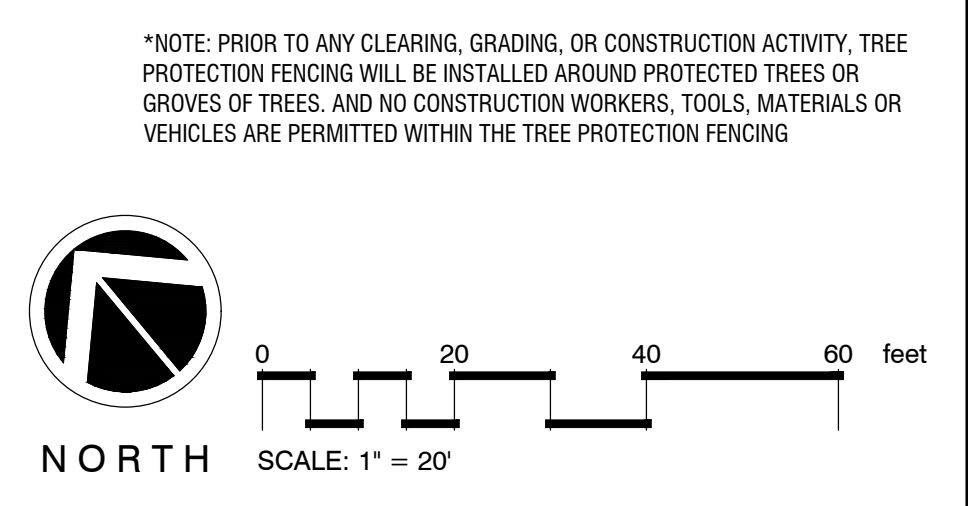 *NOTE: PRIOR TO ANY CLEARING, GRADING, OR CONSTRUCTION ACTIVITY, TREE
PROTECTION FENCING WILL BE INSTALLED AROUND PROTECTED TREES OR
GROVES OF TREES. AND NO CONSTRUCTION WORKERS, TOOLS, MATERIALS OR
VEHICLES ARE PERMITTED WITHIN THE TREE PROTECTION FENCING
0 20 40 60 feet
NORTH SCALE: 1" = 20'